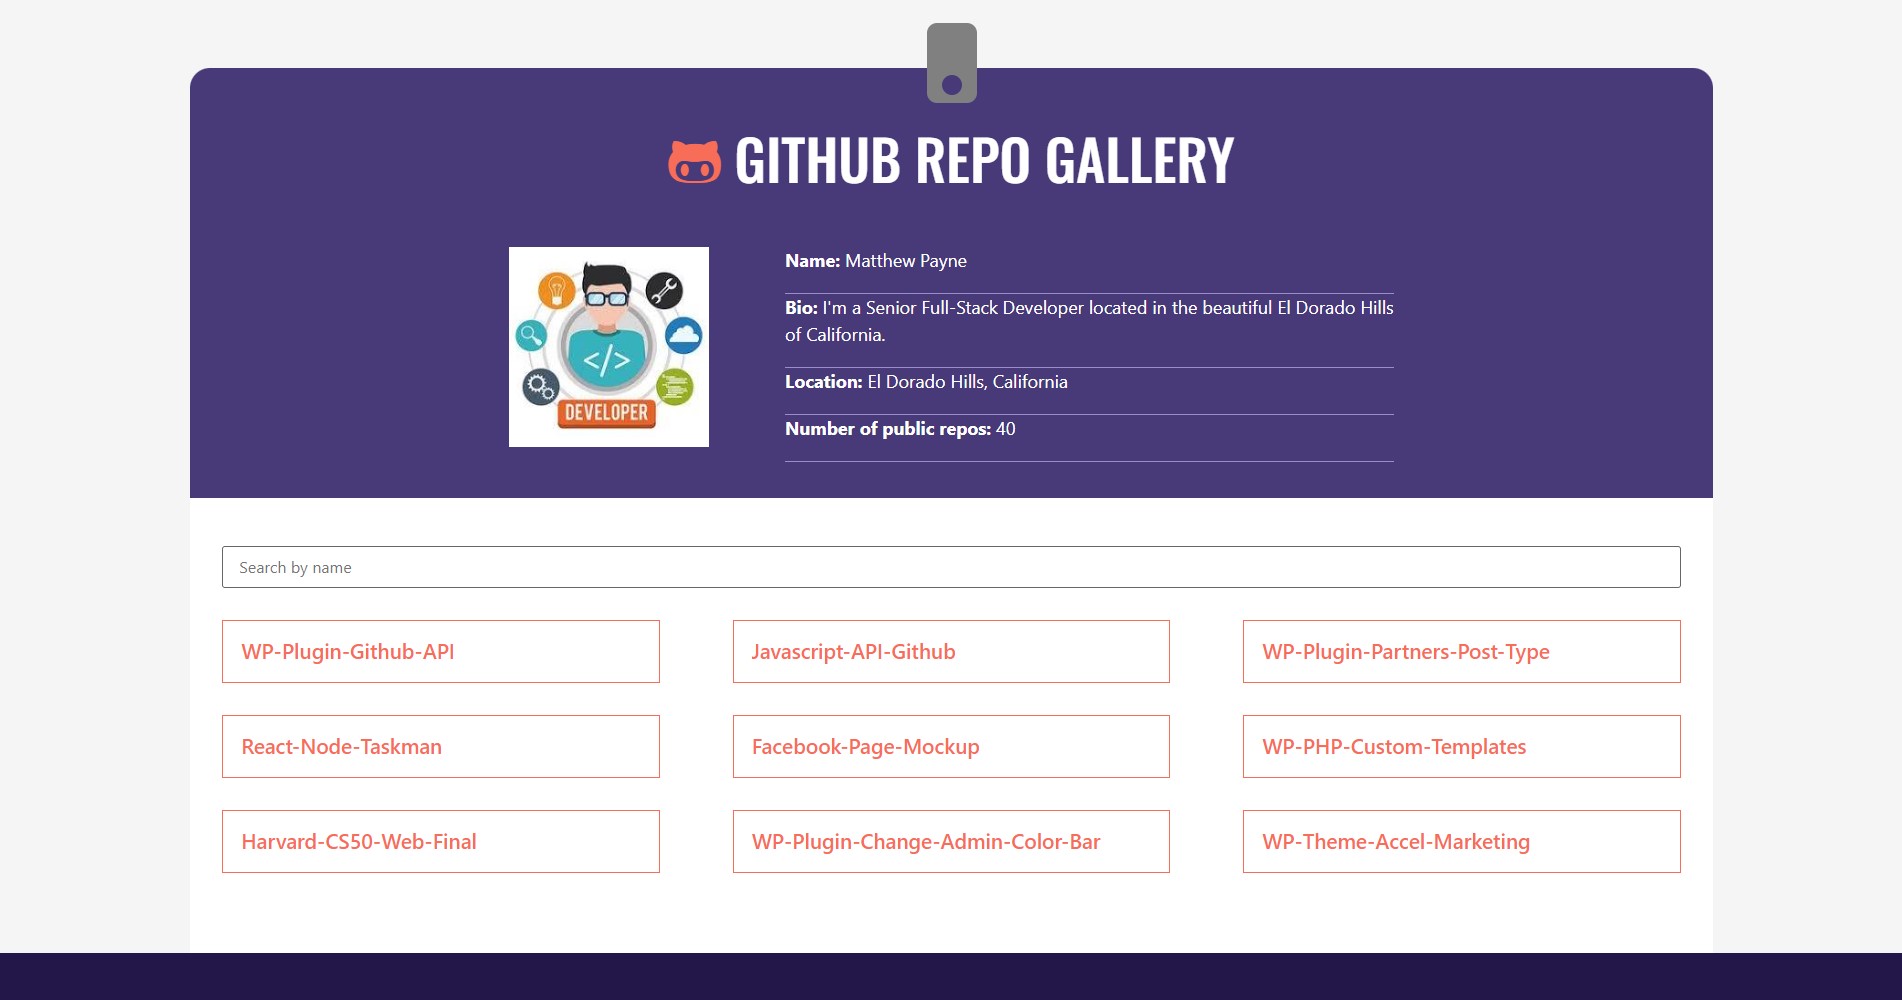 GITHUB REPO GALLERY
</>
DEVELOPER
Name: Matthew Payne
Bio: I'm a Senior Full-Stack Developer located in the beautiful El Dorado Hills
of California.
Location: El Dorado Hills, California
Number of public repos: 40
Search by name
WP-Plugin-Github-API
Javascript-API-Github
WP-Plugin-Partners-Post-Type
React-Node-Taskman
Facebook-Page-Mockup
WP-PHP-Custom-Templates
Harvard-CS50-Web-Final
WP-Plugin-Change-Admin-Color-Bar
WP-Theme-Accel-Marketing